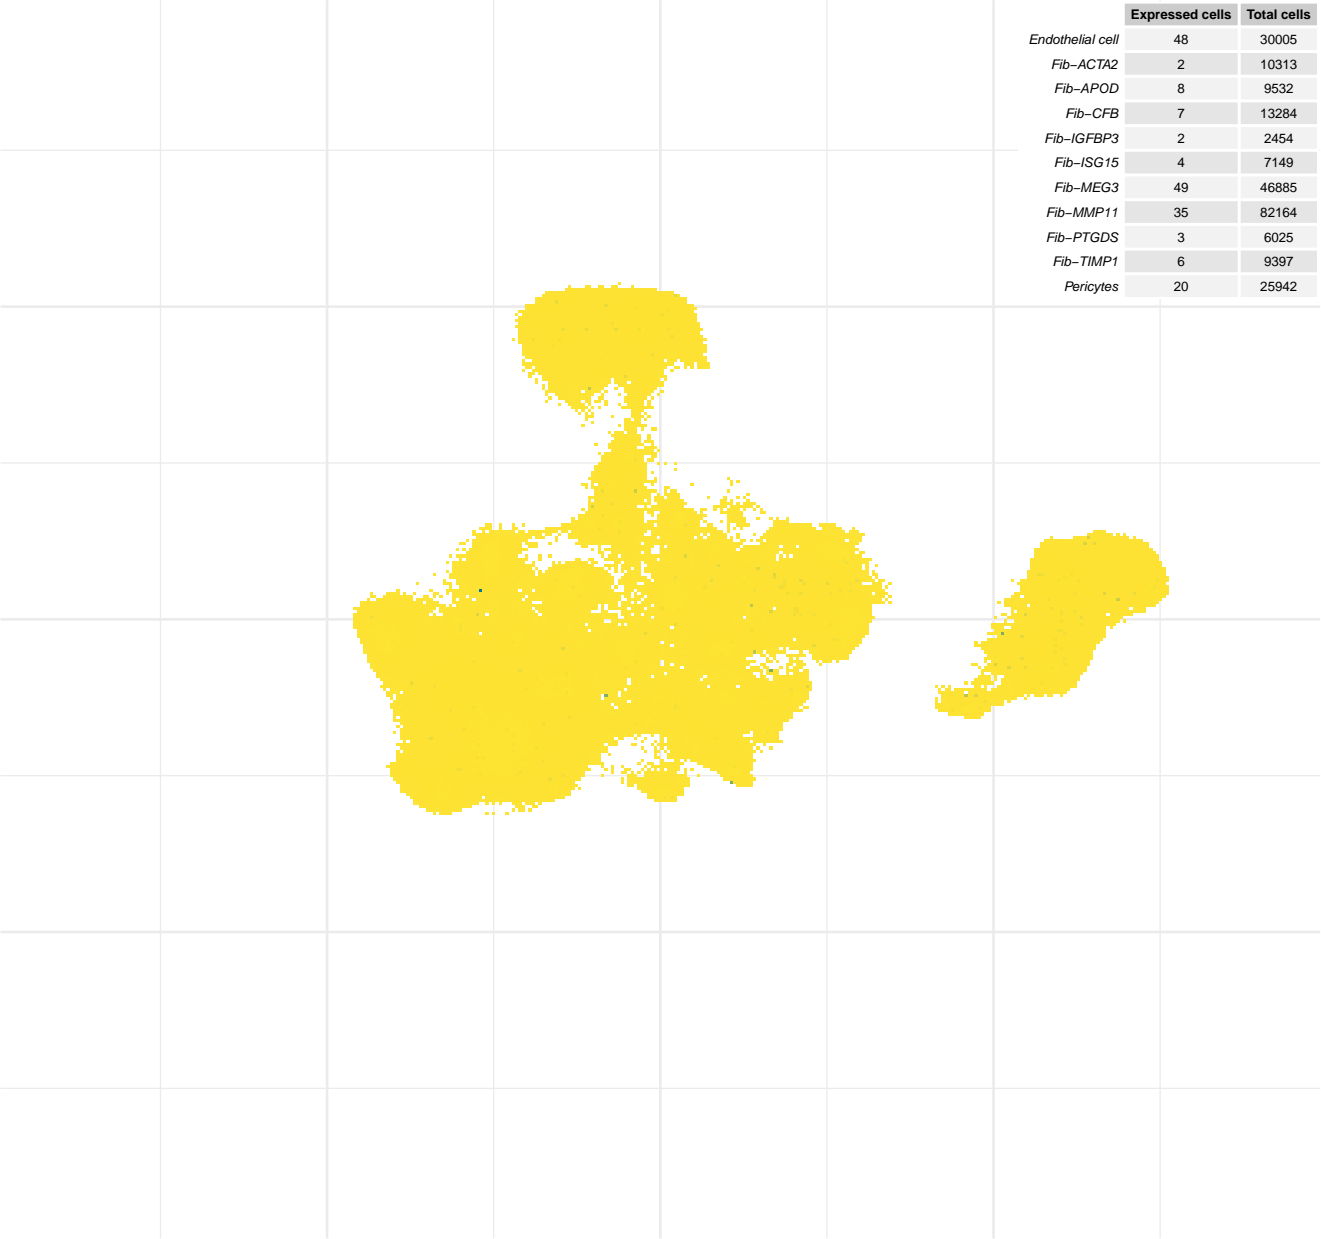 Expressed cells Total cells
Endothelial cell 48 30005
Fib−ACTA2 2 10313
Fib−APOD 8 9532
Fib−CFB 7 13284
Fib−IGFBP3 2 2454
Fib−ISG15 4 7149
Fib−MEG3 49 46885
Fib−MMP11 35 82164
Fib−PTGDS 3 6025
Fib−TIMP1 6 9397
Pericytes 20 25942